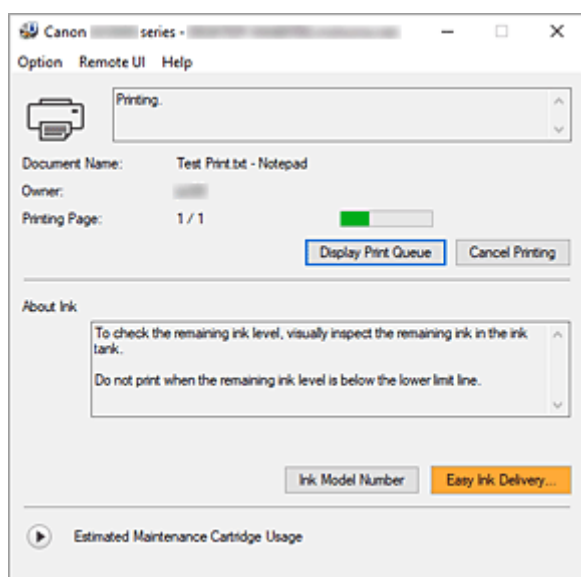 Canon series -
Option Remote UI Help
Printing.
Document Name: Test Print.txt - Notepad
Owner:
Printing Page: 1 / 1
Display Print Queue Cancel Printing
About Ink
To check the remaining ink level, visually inspect the remaining ink in the ink
tank.
Do not print when the remaining ink level is below the lower limit line.
Ink Model Number Easy Ink Delivery...
Estimated Maintenance Cartridge Usage